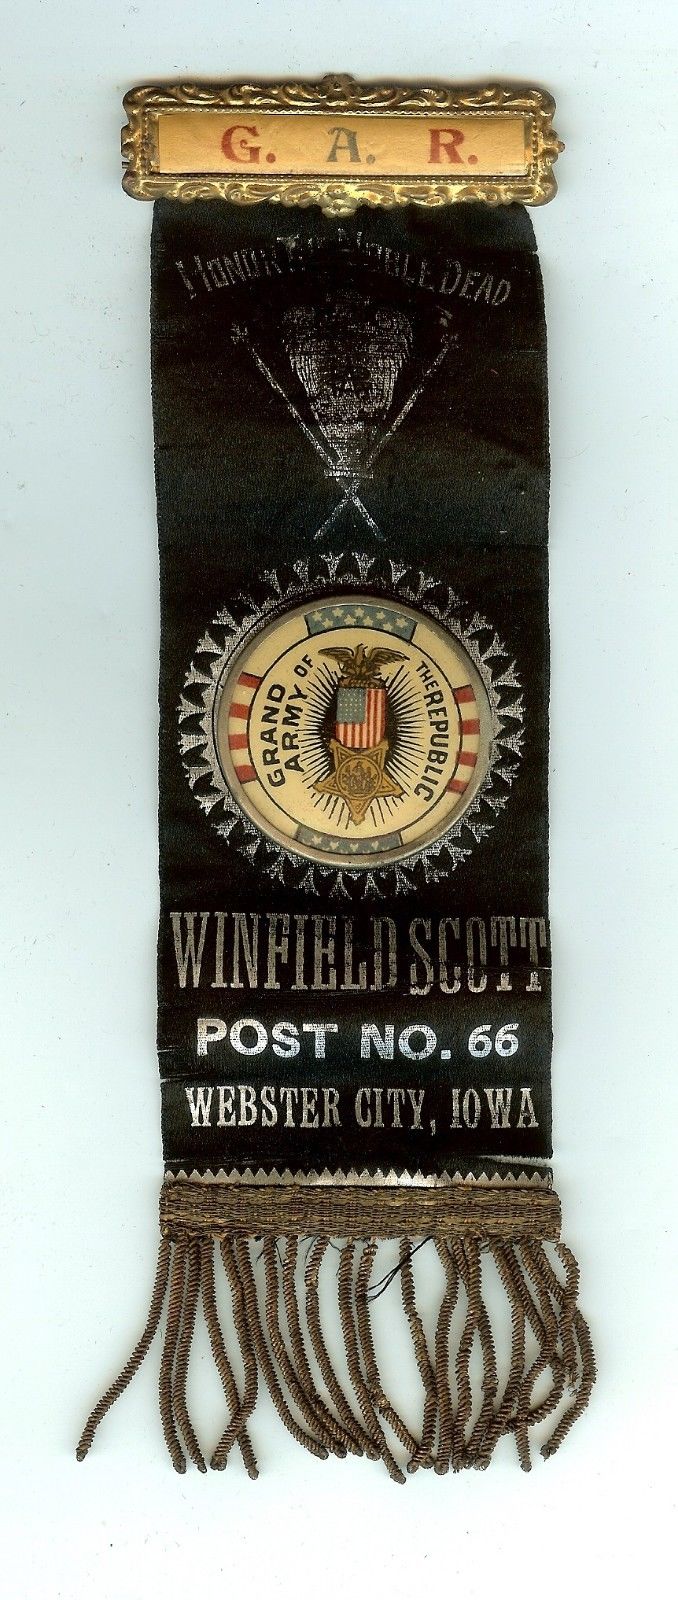 G. A. R.
HONOR THE NOBLE DEAD
GRAND ARMY OF THE REPUBLIC
WINFIELD SCOTT
POST NO. 66
WEBSTER CITY, IOWA